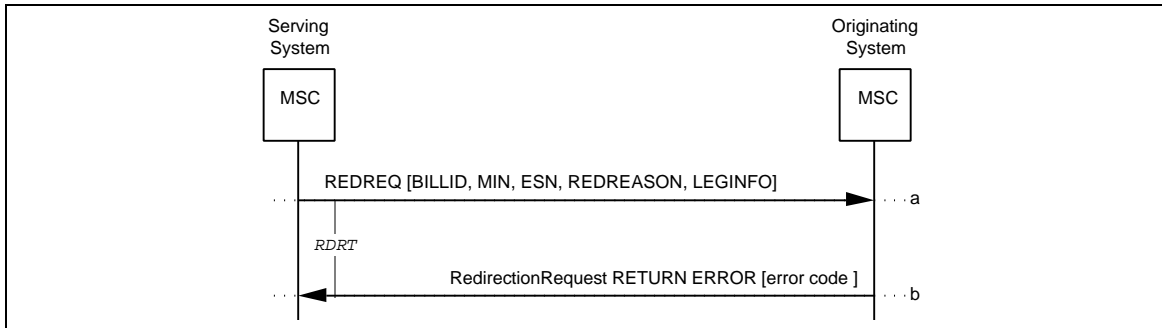 Serving
System
Originating
System
MSC
MSC
REDREQ [BILLID, MIN, ESN, REDREASON, LEGINFO]
a
RDRT
RedirectionRequest RETURN ERROR [error code ]
b